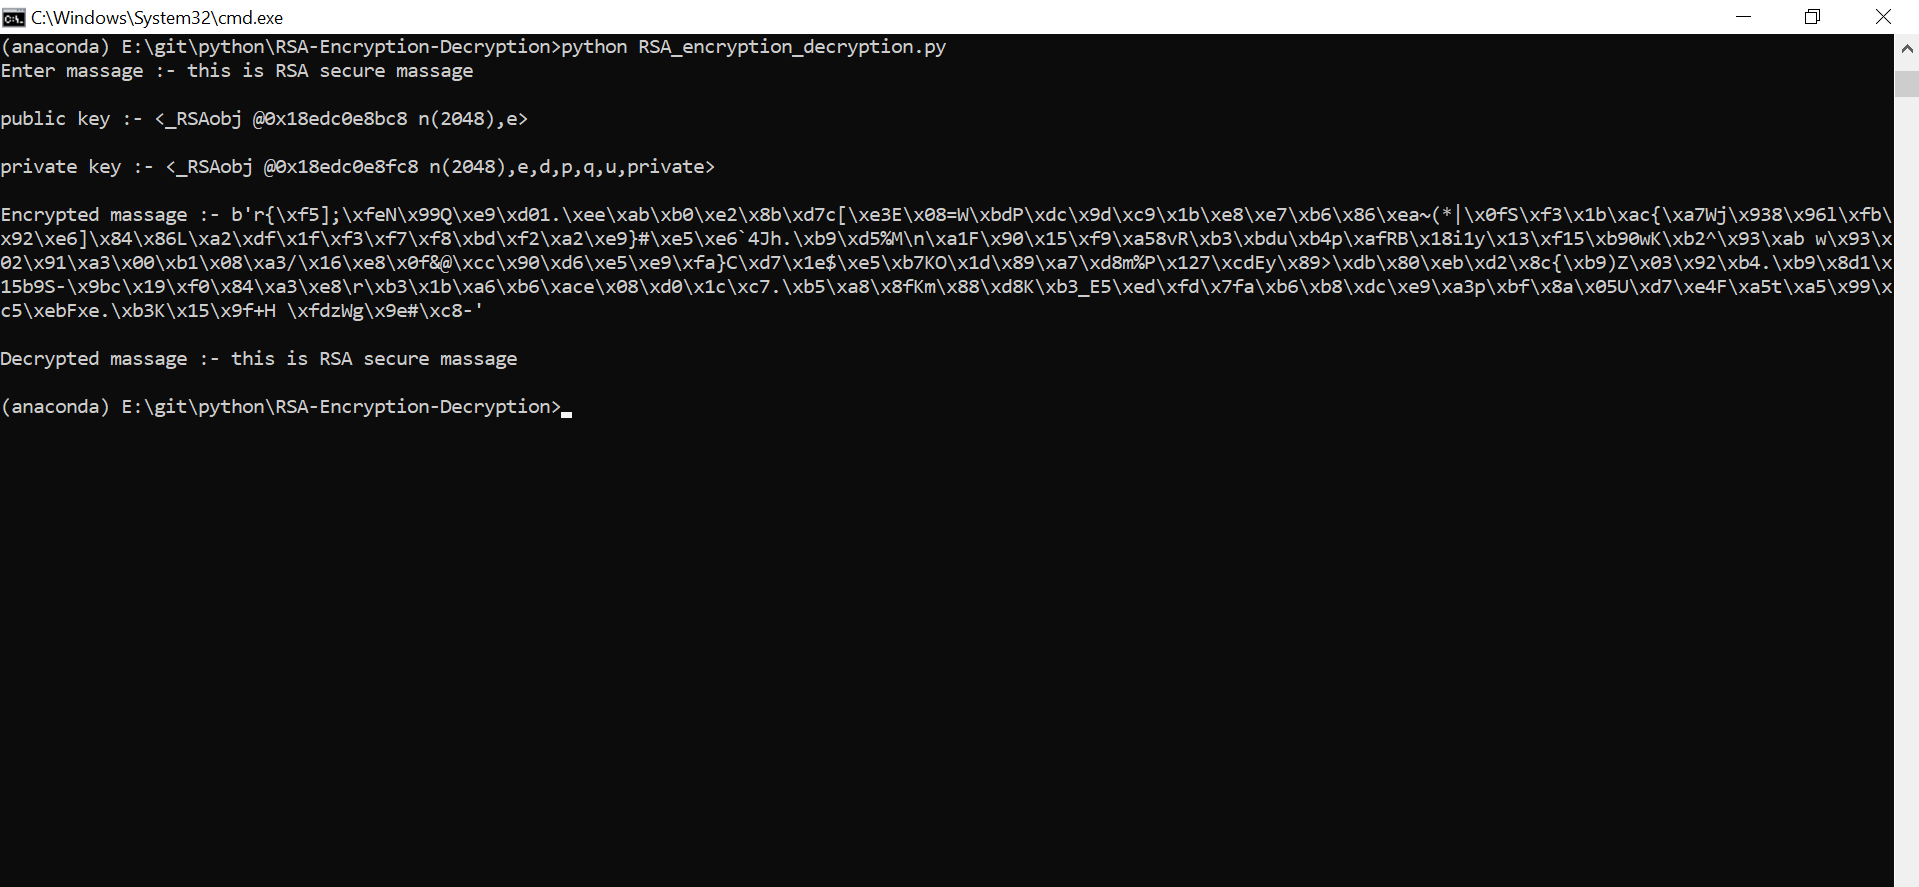 C:\Windows\System32\cmd.exe
(anaconda) E:\git\python\RSA-Encryption-Decryption>python RSA_encryption_decryption.py
Enter massage :- this is RSA secure massage
public key :- <_RSAobj @0x18edc0e8bc8 n(2048),e>
private key :- <_RSAobj @0x18edc0e8fc8 n(2048),e,d,p,q,u,private>
Encrypted massage :- b'r{\xf5];\xfeN\x99Q\xe9\xd01.\xee\xab\xb0\xe2\x8b\xd7c[\xe3E\x08=W\xbdP\xdc\x9d\xc9\x1b\xe8\xe7\xb6\x86\xea~(*|\x0fS\xf3\x1b\xac{\xa7Wj\x938\x96l\xfb\
x92\xe6]\x84\x86L\xa2\xdf\x1f\xf3\xf7\xf8\xbd\xf2\xa2\xe9}#\xe5\xe6`4Jh.\xb9\xd5%M\n\xa1F\x90\x15\xf9\xa58vR\xb3\xbdu\xb4p\xafRB\x18i1y\x13\xf15\xb90wK\xb2^\x93\xab w\x93\x
02\x91\xa3\x00\xb1\x08\xa3/\x16\xe8\x0f&@\xcc\x90\xd6\xe5\xe9\xfa}C\xd7\x1e$\xe5\xb7KO\x1d\x89\xa7\xd8m%P\x127\xcdEy\x89>\xdb\x80\xeb\xd2\x8c{\xb9)Z\x03\x92\xb4.\xb9\x8d1\x
15b9S-\x9bc\x19\xf0\x84\xa3\xe8\r\xb3\x1b\xa6\xb6\xace\x08\xd0\x1c\xc7.\xb5\xa8\x8fKm\x88\xd8K\xb3_E5\xed\xfd\x7fa\xb6\xb8\xdc\xe9\xa3p\xbf\x8a\x05U\xd7\xe4F\xa5t\xa5\x99\x
c5\xebFxe.\xb3K\x15\x9f+H \xfdzWg\x9e#\xc8-'
Decrypted massage :- this is RSA secure massage
(anaconda) E:\git\python\RSA-Encryption-Decryption>